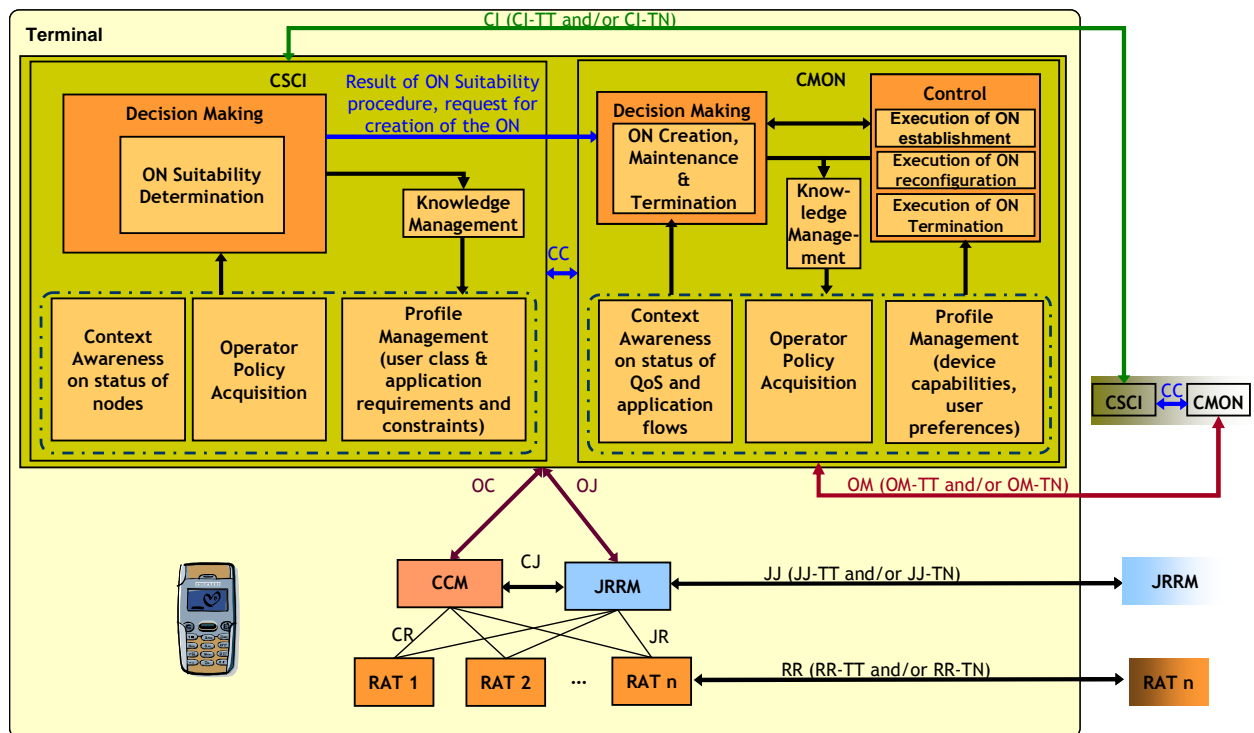 CI (CI-TT and/or CI-TN)
Terminal
CSCI
Decision Making
ON Suitability
Determination
Result of ON Suitability
procedure, request for
creation of the ON
Knowledge
Management
Context
Awareness
on status of
nodes
Operator
Policy
Acquisition
Profile
Management
(user class &
application
requirements and
constraints)
CC
CMON
Decision Making
ON Creation,
Maintenance
&
Termination
Control
Execution of ON
establishment
Execution of ON
reconfiguration
Execution of ON
Termination
Know-
ledge
Manage-
ment
Context
Awareness
on status of
QoS and
application
flows
Operator
Policy
Acquisition
Profile
Management
(device
capabilities,
user
preferences)
CSCI
CC
CMON
OM (OM-TT and/or OM-TN)
OC
OJ
CCM
CJ
JRRM
JJ (JJ-TT and/or JJ-TN)
JRRM
CR
JR
RAT 1
RAT 2
...
RAT n
RR (RR-TT and/or RR-TN)
RAT n